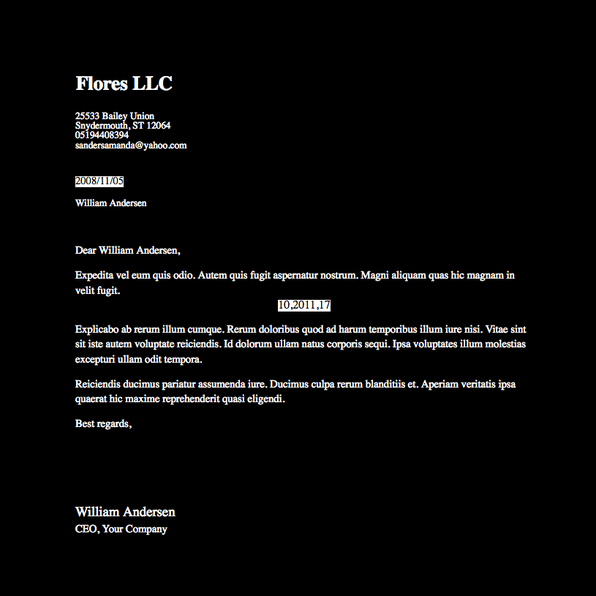 Flores LLC
25533 Bailey Union
Snydermouth, ST 12064
05194408394
sandersamanda@yahoo.com
2008/11/05
William Andersen
Dear William Andersen,
Expedita vel eum quis odio. Autem quis fugit aspernatur nostrum. Magni aliquam quas hic magnam in
velit fugit.
10,2011,17
Explicabo ab rerum illum cumque. Rerum doloribus quod ad harum temporibus illum iure nisi. Vitae sint
sit iste autem voluptate reiciendis. Id dolorum ullam natus corporis sequi. Ipsa voluptates illum molestias
excepturi ullam odit tempora.
Reiciendis ducimus pariatur assumenda iure. Ducimus culpa rerum blanditiis et. Aperiam veritatis ipsa
quaerat hic maxime reprehenderit quasi eligendi.
Best regards,
William Andersen
CEO, Your Company